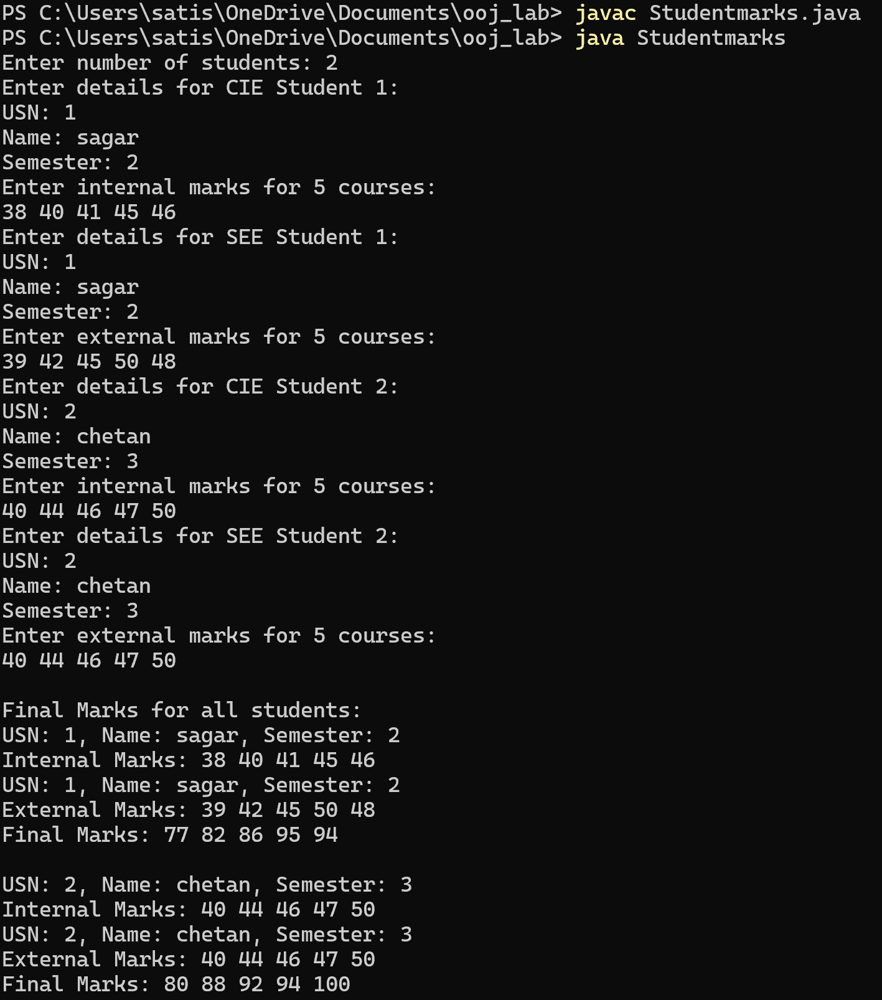 PS C:\Users\satis\OneDrive\Documents\ooj_lab> javac Studentmarks.java
PS C:\Users\satis\OneDrive\Documents\ooj_lab> java Studentmarks
Enter number of students: 2
Enter details for CIE Student 1:
USN: 1
Name: sagar
Semester: 2
Enter internal marks for 5 courses:
38 40 41 45 46
Enter details for SEE Student 1:
USN: 1
Name: sagar
Semester: 2
Enter external marks for 5 courses:
39 42 45 50 48
Enter details for CIE Student 2:
USN: 2
Name: chetan
Semester: 3
Enter internal marks for 5 courses:
40 44 46 47 50
Enter details for SEE Student 2:
USN: 2
Name: chetan
Semester: 3
Enter external marks for 5 courses:
40 44 46 47 50

Final Marks for all students:
USN: 1, Name: sagar, Semester: 2
Internal Marks: 38 40 41 45 46
USN: 1, Name: sagar, Semester: 2
External Marks: 39 42 45 50 48
Final Marks: 77 82 86 95 94

USN: 2, Name: chetan, Semester: 3
Internal Marks: 40 44 46 47 50
USN: 2, Name: chetan, Semester: 3
External Marks: 40 44 46 47 50
Final Marks: 80 88 92 94 100